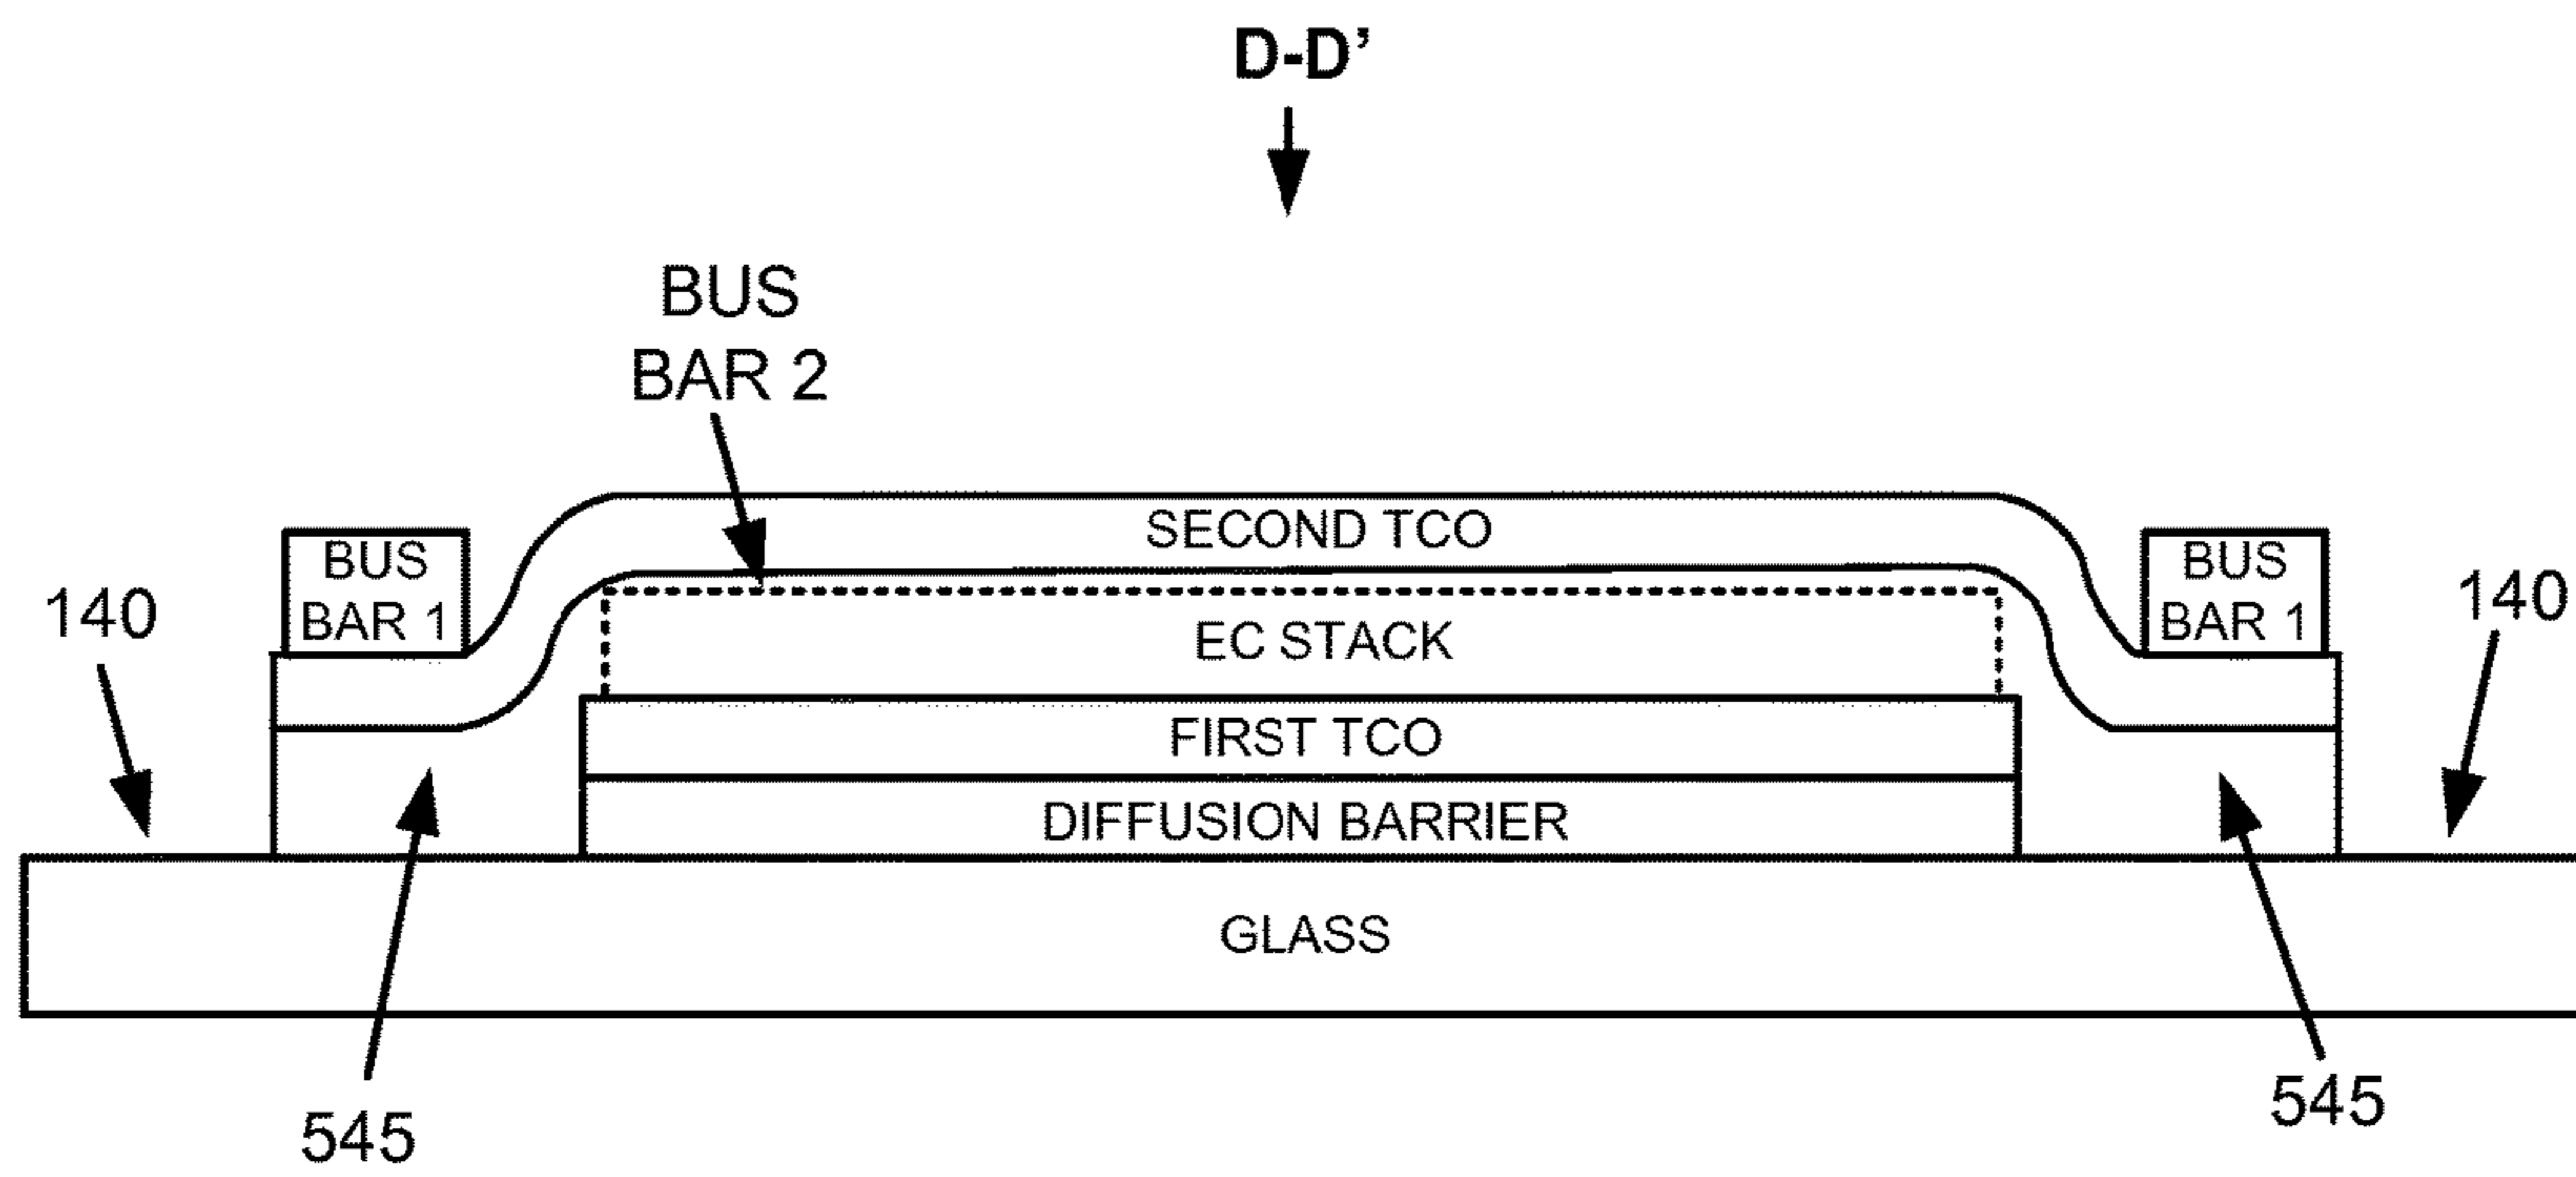 D-D’
BUS
BAR 2
SECOND TCO
BUS
BAR 1
BUS
BAR 1
140
140
EC STACK
FIRST TCO
DIFFUSION BARRIER
GLASS
545
545